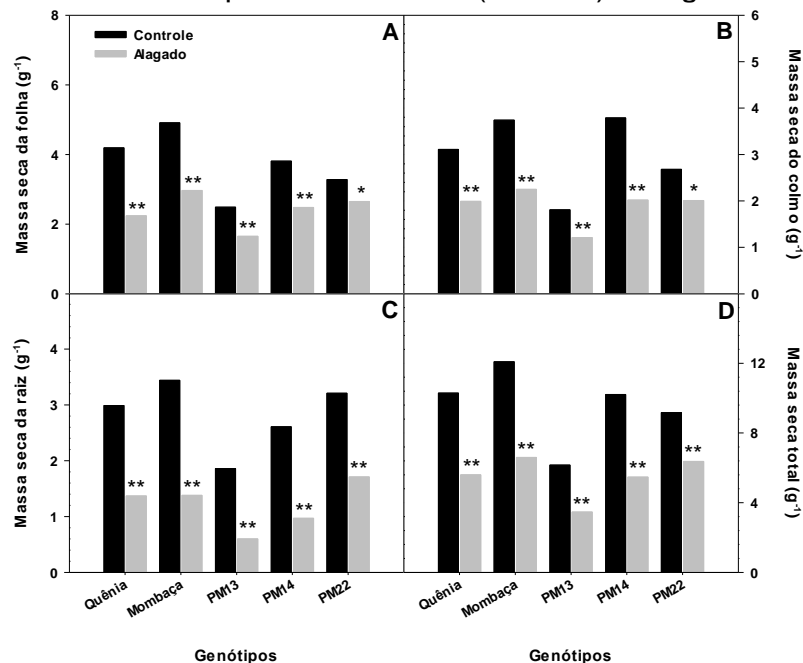 A
Controle
Alagado
Massa seca da folha (g⁻¹)
8
6
4
2
0
**
**
**
**
*
B
Massa seca do colmo (g⁻¹)
6
5
4
3
2
1
0
**
**
**
**
*
C
Massa seca da raiz (g⁻¹)
4
3
2
1
0
**
**
**
**
**
Quênia
Mombaça
PM13
PM14
PM22
Genótipos
D
Massa seca total (g⁻¹)
12
8
4
0
**
**
**
**
**
Quênia
Mombaça
PM13
PM14
PM22
Genótipos